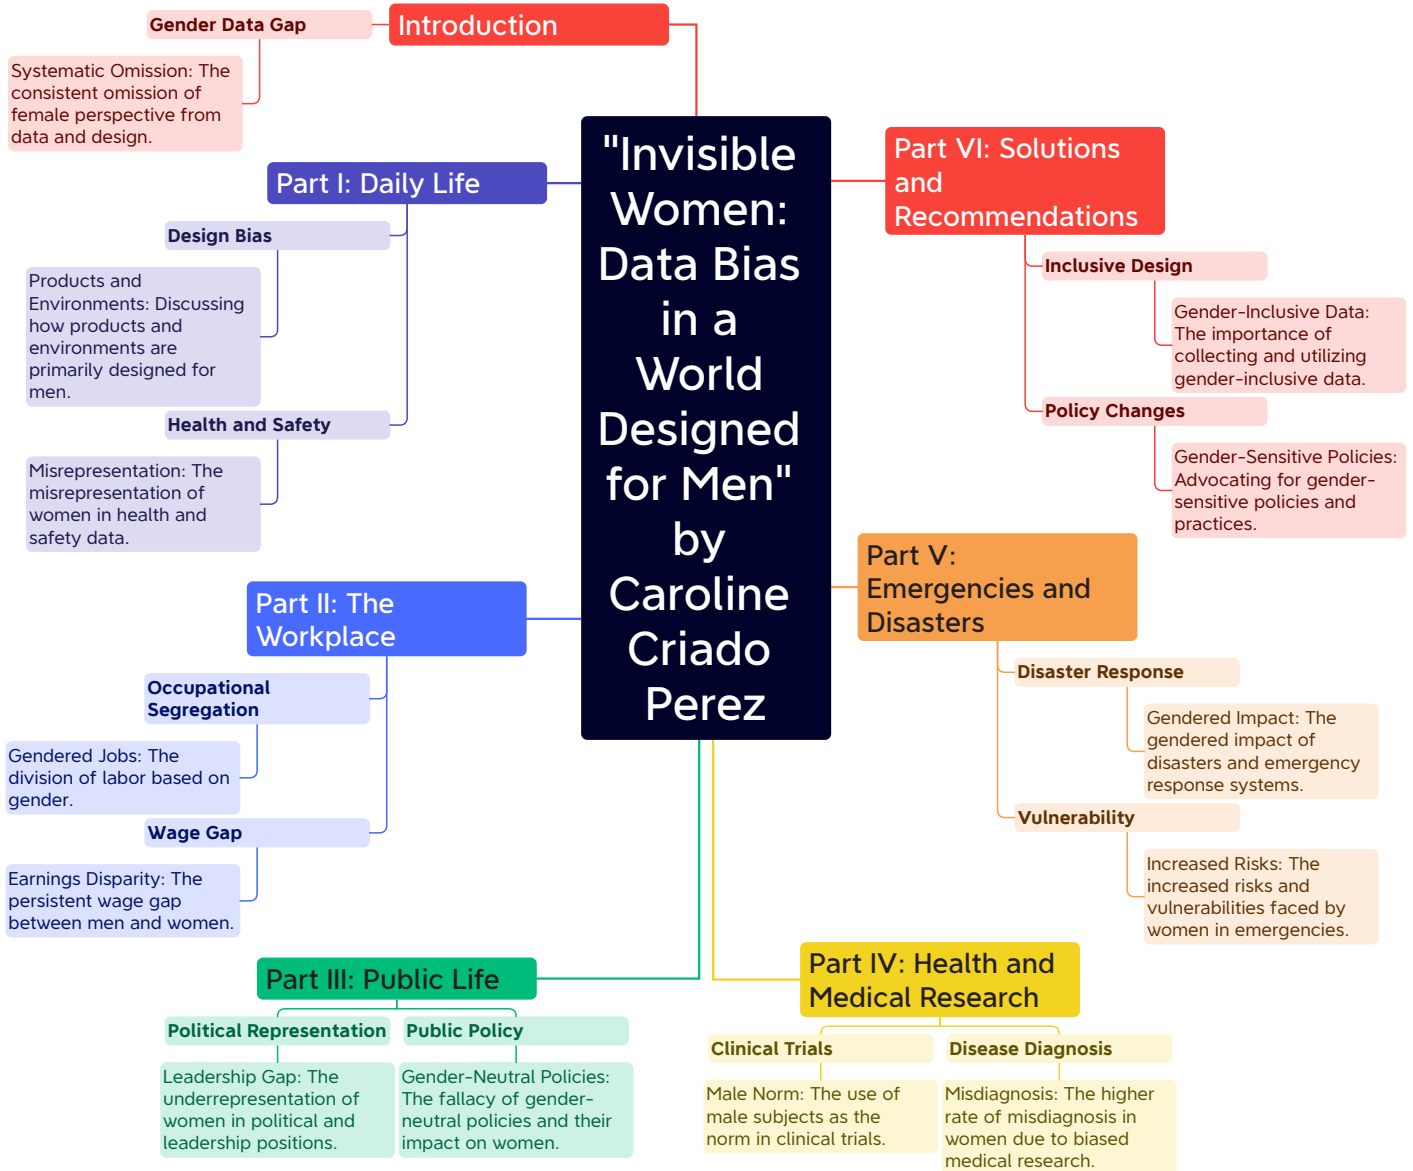 "Invisible
Women:
Data Bias
in a
World
Designed
for Men"
by
Caroline
Criado
Perez
Introduction
Gender Data Gap
Systematic Omission: The
consistent omission of
female perspective from
data and design.
Part I: Daily Life
Design Bias
Products and
Environments: Discussing
how products and
environments are
primarily designed for
men.
Health and Safety
Misrepresentation: The
misrepresentation of
women in health and
safety data.
Part II: The
Workplace
Occupational
Segregation
Gendered Jobs: The
division of labor based on
gender.
Wage Gap
Earnings Disparity: The
persistent wage gap
between men and women.
Part III: Public Life
Political Representation
Leadership Gap: The
underrepresentation of
women in political and
leadership positions.
Public Policy
Gender-Neutral Policies:
The fallacy of gender-
neutral policies and their
impact on women.
Part IV: Health and
Medical Research
Clinical Trials
Male Norm: The use of
male subjects as the
norm in clinical trials.
Disease Diagnosis
Misdiagnosis: The higher
rate of misdiagnosis in
women due to biased
medical research.
Part V:
Emergencies and
Disasters
Disaster Response
Gendered Impact: The
gendered impact of
disasters and emergency
response systems.
Vulnerability
Increased Risks: The
increased risks and
vulnerabilities faced by
women in emergencies.
Part VI: Solutions
and
Recommendations
Inclusive Design
Gender-Inclusive Data:
The importance of
collecting and utilizing
gender-inclusive data.
Policy Changes
Gender-Sensitive Policies:
Advocating for gender-
sensitive policies and
practices.